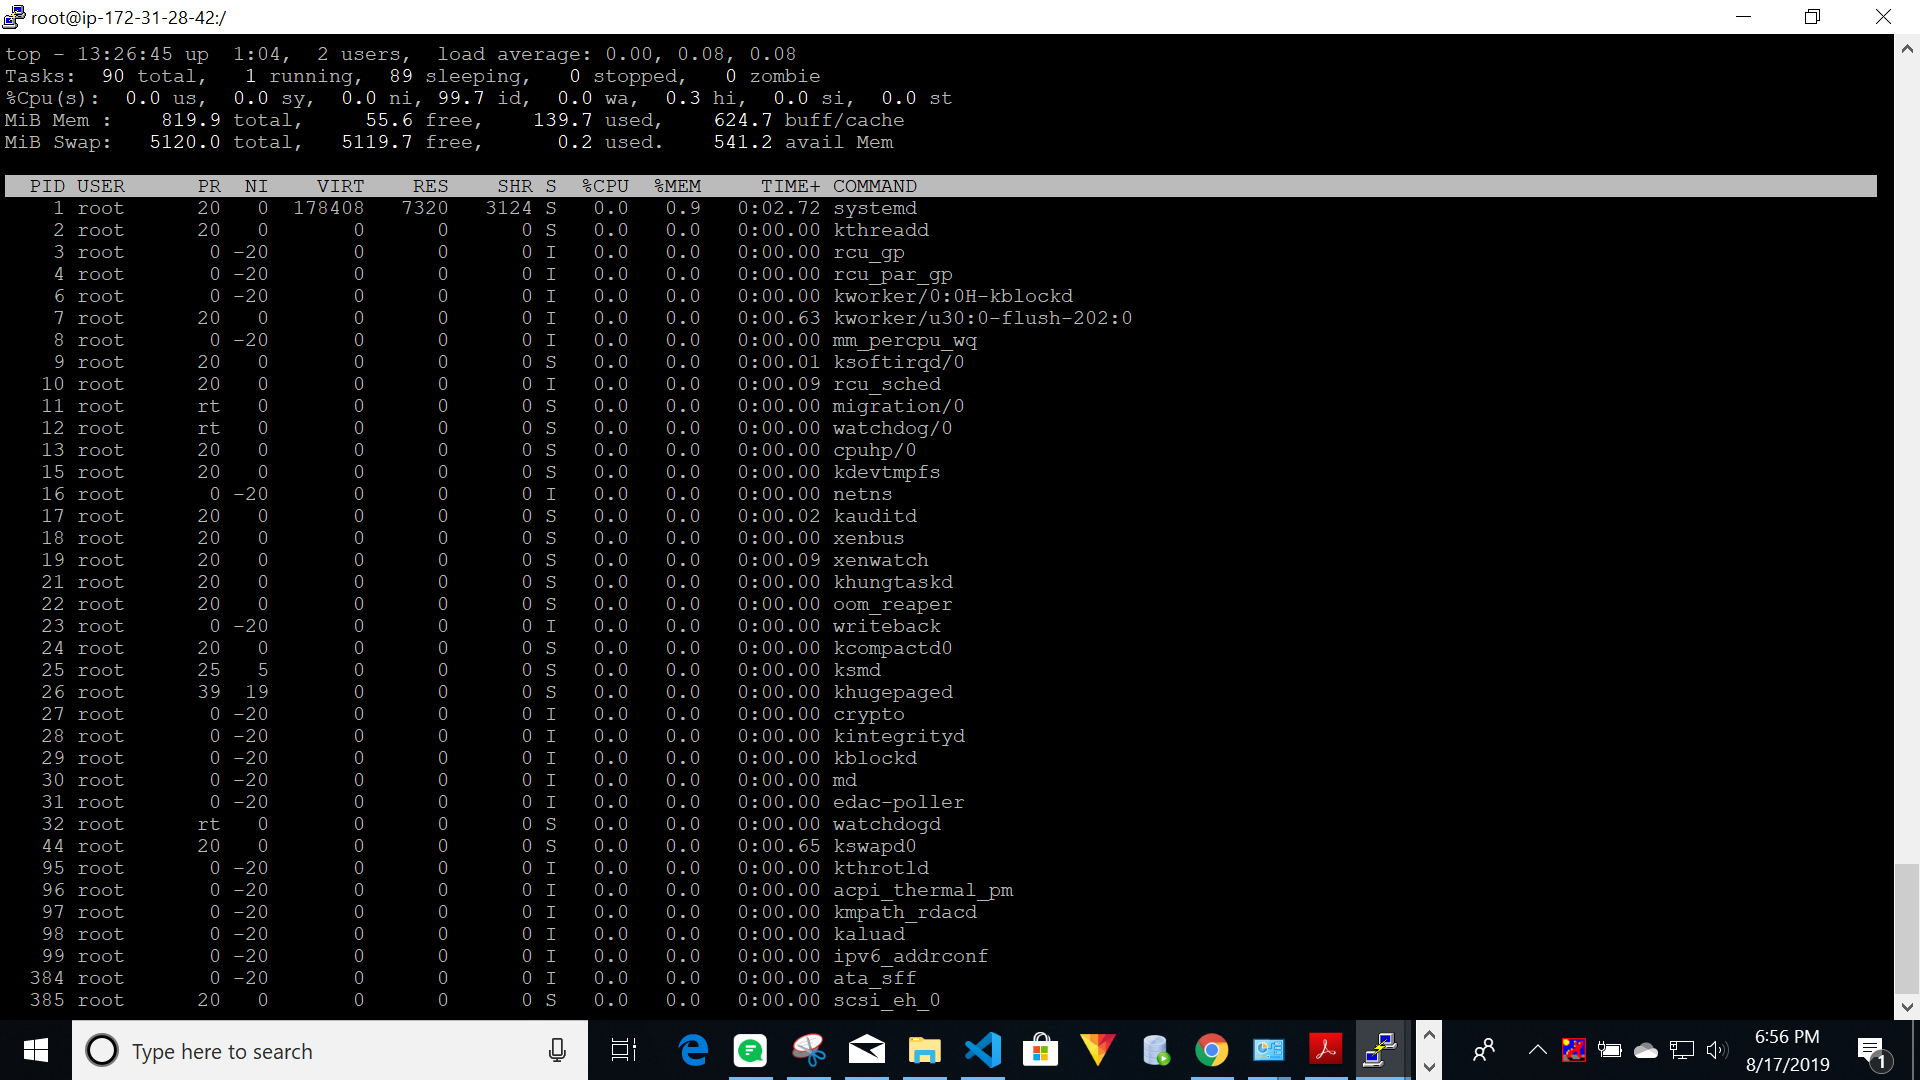 root@ip-172-31-28-42:/
top - 13:26:45 up  1:04,  2 users,  load average: 0.00, 0.08, 0.08
Tasks:  90 total,   1 running,  89 sleeping,   0 stopped,   0 zombie
%Cpu(s):  0.0 us,  0.0 sy,  0.0 ni, 99.7 id,  0.0 wa,  0.3 hi,  0.0 si,  0.0 st
MiB Mem :    819.9 total,     55.6 free,    139.7 used,    624.7 buff/cache
MiB Swap:   5120.0 total,   5119.7 free,      0.2 used.    541.2 avail Mem
PID USER      PR  NI    VIRT    RES    SHR S  %CPU  %MEM     TIME+ COMMAND
1 root      20   0  178408   7320   3124 S   0.0   0.9   0:02.72 systemd
2 root      20   0       0      0      0 S   0.0   0.0   0:00.00 kthreadd
3 root       0 -20       0      0      0 I   0.0   0.0   0:00.00 rcu_gp
4 root       0 -20       0      0      0 I   0.0   0.0   0:00.00 rcu_par_gp
6 root       0 -20       0      0      0 I   0.0   0.0   0:00.00 kworker/0:0H-kblockd
7 root      20   0       0      0      0 I   0.0   0.0   0:00.63 kworker/u30:0-flush-202:0
8 root       0 -20       0      0      0 I   0.0   0.0   0:00.00 mm_percpu_wq
9 root      20   0       0      0      0 S   0.0   0.0   0:00.01 ksoftirqd/0
10 root      20   0       0      0      0 I   0.0   0.0   0:00.09 rcu_sched
11 root      rt   0       0      0      0 S   0.0   0.0   0:00.00 migration/0
12 root      rt   0       0      0      0 S   0.0   0.0   0:00.00 watchdog/0
13 root      20   0       0      0      0 S   0.0   0.0   0:00.00 cpuhp/0
15 root      20   0       0      0      0 S   0.0   0.0   0:00.00 kdevtmpfs
16 root       0 -20       0      0      0 I   0.0   0.0   0:00.00 netns
17 root      20   0       0      0      0 S   0.0   0.0   0:00.02 kauditd
18 root      20   0       0      0      0 S   0.0   0.0   0:00.00 xenbus
19 root      20   0       0      0      0 S   0.0   0.0   0:00.09 xenwatch
21 root      20   0       0      0      0 S   0.0   0.0   0:00.00 khungtaskd
22 root      20   0       0      0      0 S   0.0   0.0   0:00.00 oom_reaper
23 root       0 -20       0      0      0 I   0.0   0.0   0:00.00 writeback
24 root      20   0       0      0      0 S   0.0   0.0   0:00.00 kcompactd0
25 root      25   5       0      0      0 S   0.0   0.0   0:00.00 ksmd
26 root      39  19       0      0      0 S   0.0   0.0   0:00.00 khugepaged
27 root       0 -20       0      0      0 I   0.0   0.0   0:00.00 crypto
28 root       0 -20       0      0      0 I   0.0   0.0   0:00.00 kintegrityd
29 root       0 -20       0      0      0 I   0.0   0.0   0:00.00 kblockd
30 root       0 -20       0      0      0 I   0.0   0.0   0:00.00 md
31 root       0 -20       0      0      0 I   0.0   0.0   0:00.00 edac-poller
32 root      rt   0       0      0      0 S   0.0   0.0   0:00.00 watchdogd
44 root      20   0       0      0      0 S   0.0   0.0   0:00.65 kswapd0
95 root       0 -20       0      0      0 I   0.0   0.0   0:00.00 kthrotld
96 root       0 -20       0      0      0 I   0.0   0.0   0:00.00 acpi_thermal_pm
97 root       0 -20       0      0      0 I   0.0   0.0   0:00.00 kmpath_rdacd
98 root       0 -20       0      0      0 I   0.0   0.0   0:00.00 kaluad
99 root       0 -20       0      0      0 I   0.0   0.0   0:00.00 ipv6_addrconf
384 root       0 -20       0      0      0 I   0.0   0.0   0:00.00 ata_sff
385 root      20   0       0      0      0 S   0.0   0.0   0:00.00 scsi_eh_0
Type here to search
6:56 PM
8/17/2019
1